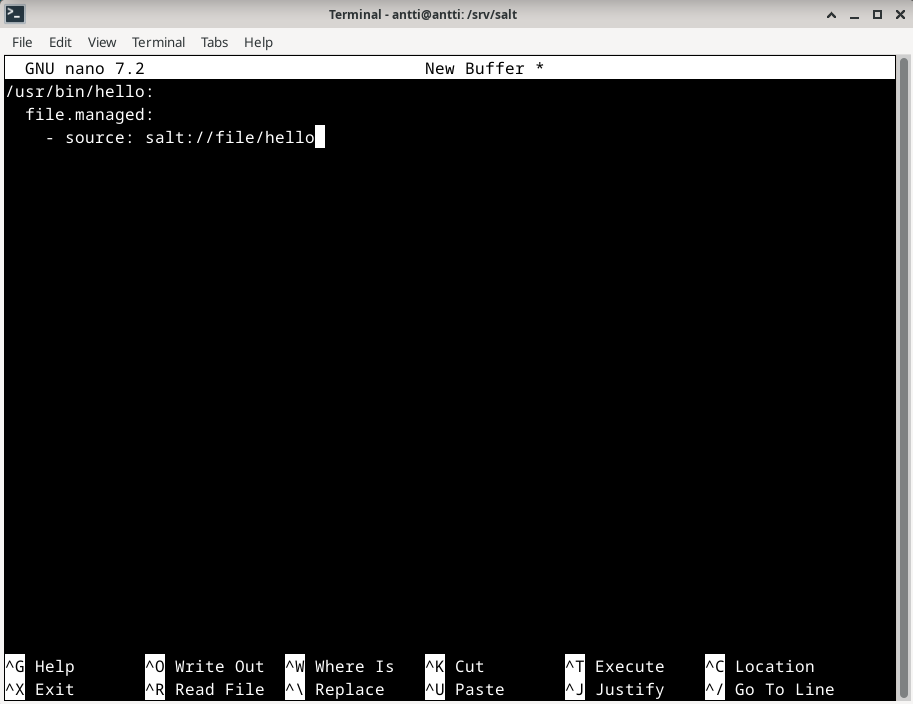 Terminal - antti@antti: /srv/salt
File Edit View Terminal Tabs Help
GNU nano 7.2 New Buffer *
/usr/bin/hello:
  file.managed:
    - source: salt://file/hello
^G Help ^O Write Out ^W Where Is ^K Cut ^T Execute ^C Location
^X Exit ^R Read File ^\ Replace ^U Paste ^J Justify ^/ Go To Line